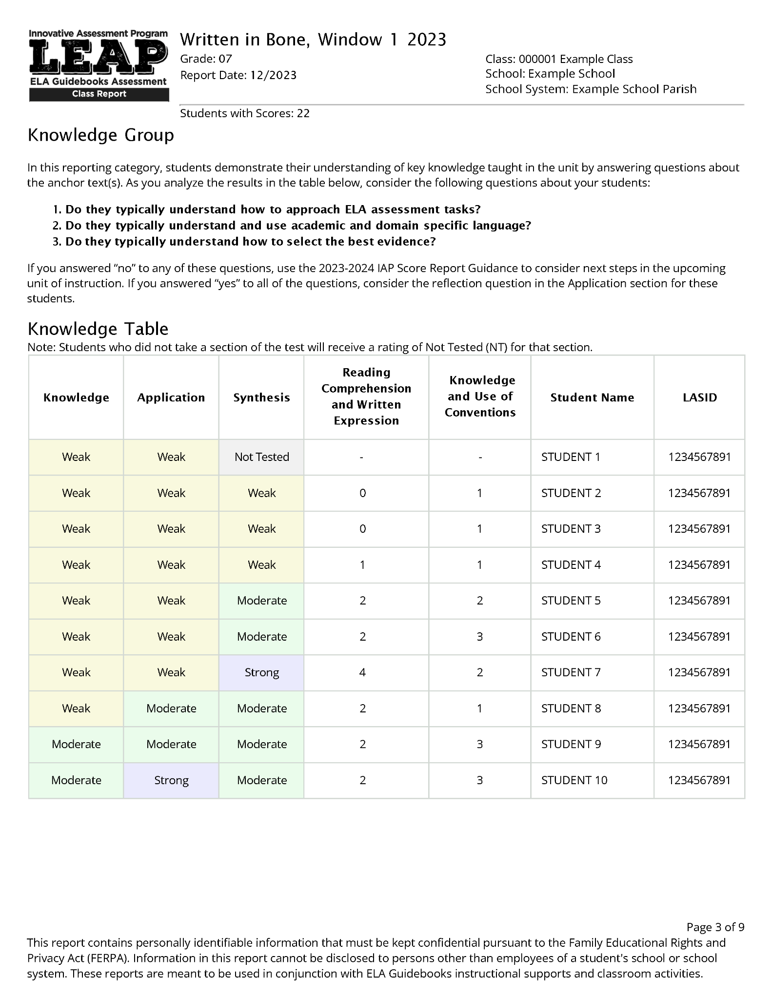 Innovative Assessment Program
LEAP
ELA Guidebooks Assessment
Class Report
Written in Bone, Window 1 2023
Grade: 07
Report Date: 12/2023
Class: 000001 Example Class
School: Example School
School System: Example School Parish
Students with Scores: 22
Knowledge Group
In this reporting category, students demonstrate their understanding of key knowledge taught in the unit by answering questions about
the anchor text(s). As you analyze the results in the table below, consider the following questions about your students:
1. Do they typically understand how to approach ELA assessment tasks?
2. Do they typically understand and use academic and domain specific language?
3. Do they typically understand how to select the best evidence?
If you answered “no” to any of these questions, use the 2023-2024 IAP Score Report Guidance to consider next steps in the upcoming
unit of instruction. If you answered “yes” to all of the questions, consider the reflection question in the Application section for these
students.
Knowledge Table
Note: Students who did not take a section of the test will receive a rating of Not Tested (NT) for that section.
Knowledge Application Synthesis Reading Comprehension and Written Expression Knowledge and Use of Conventions Student Name LASID
Weak Weak Not Tested - - STUDENT 1 1234567891
Weak Weak Weak 0 1 STUDENT 2 1234567891
Weak Weak Weak 0 1 STUDENT 3 1234567891
Weak Weak Weak 1 1 STUDENT 4 1234567891
Weak Weak Moderate 2 2 STUDENT 5 1234567891
Weak Weak Moderate 2 3 STUDENT 6 1234567891
Weak Weak Strong 4 2 STUDENT 7 1234567891
Weak Moderate Moderate 2 1 STUDENT 8 1234567891
Moderate Moderate Moderate 2 3 STUDENT 9 1234567891
Moderate Strong Moderate 2 3 STUDENT 10 1234567891
Page 3 of 9
This report contains personally identifiable information that must be kept confidential pursuant to the Family Educational Rights and
Privacy Act (FERPA). Information in this report cannot be disclosed to persons other than employees of a student's school or school
system. These reports are meant to be used in conjunction with ELA Guidebooks instructional supports and classroom activities.